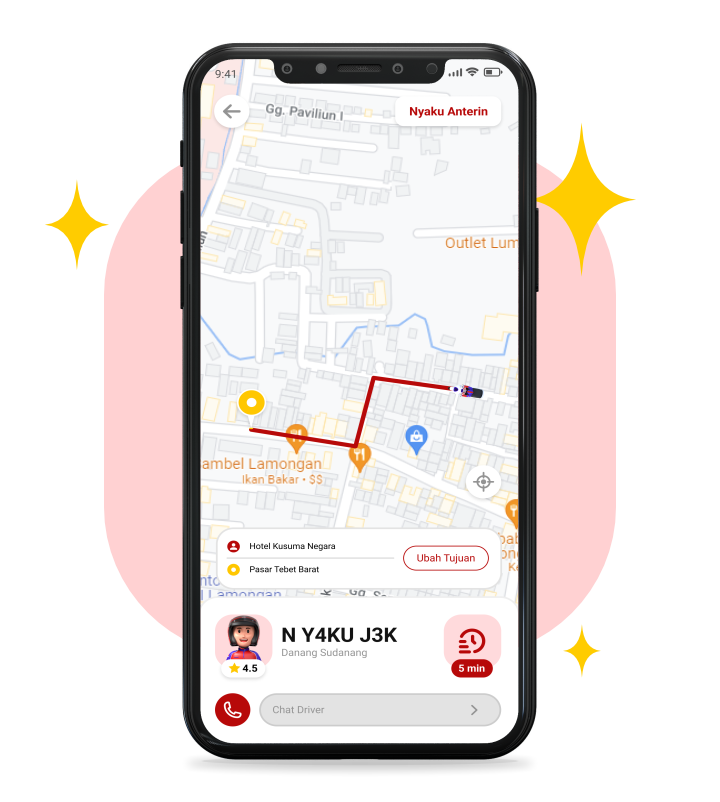 9:41
Gg. Paviliun I
Nyaku Anterin
Outlet Lum
ambel Lamongan
Ikan Bakar • $$
Hotel Kusuma Negara
Pasar Tebet Barat
Ubah Tujuan
l Lamongan
N Y4KU J3K
Danang Sudanang
4.5
5 min
Chat Driver